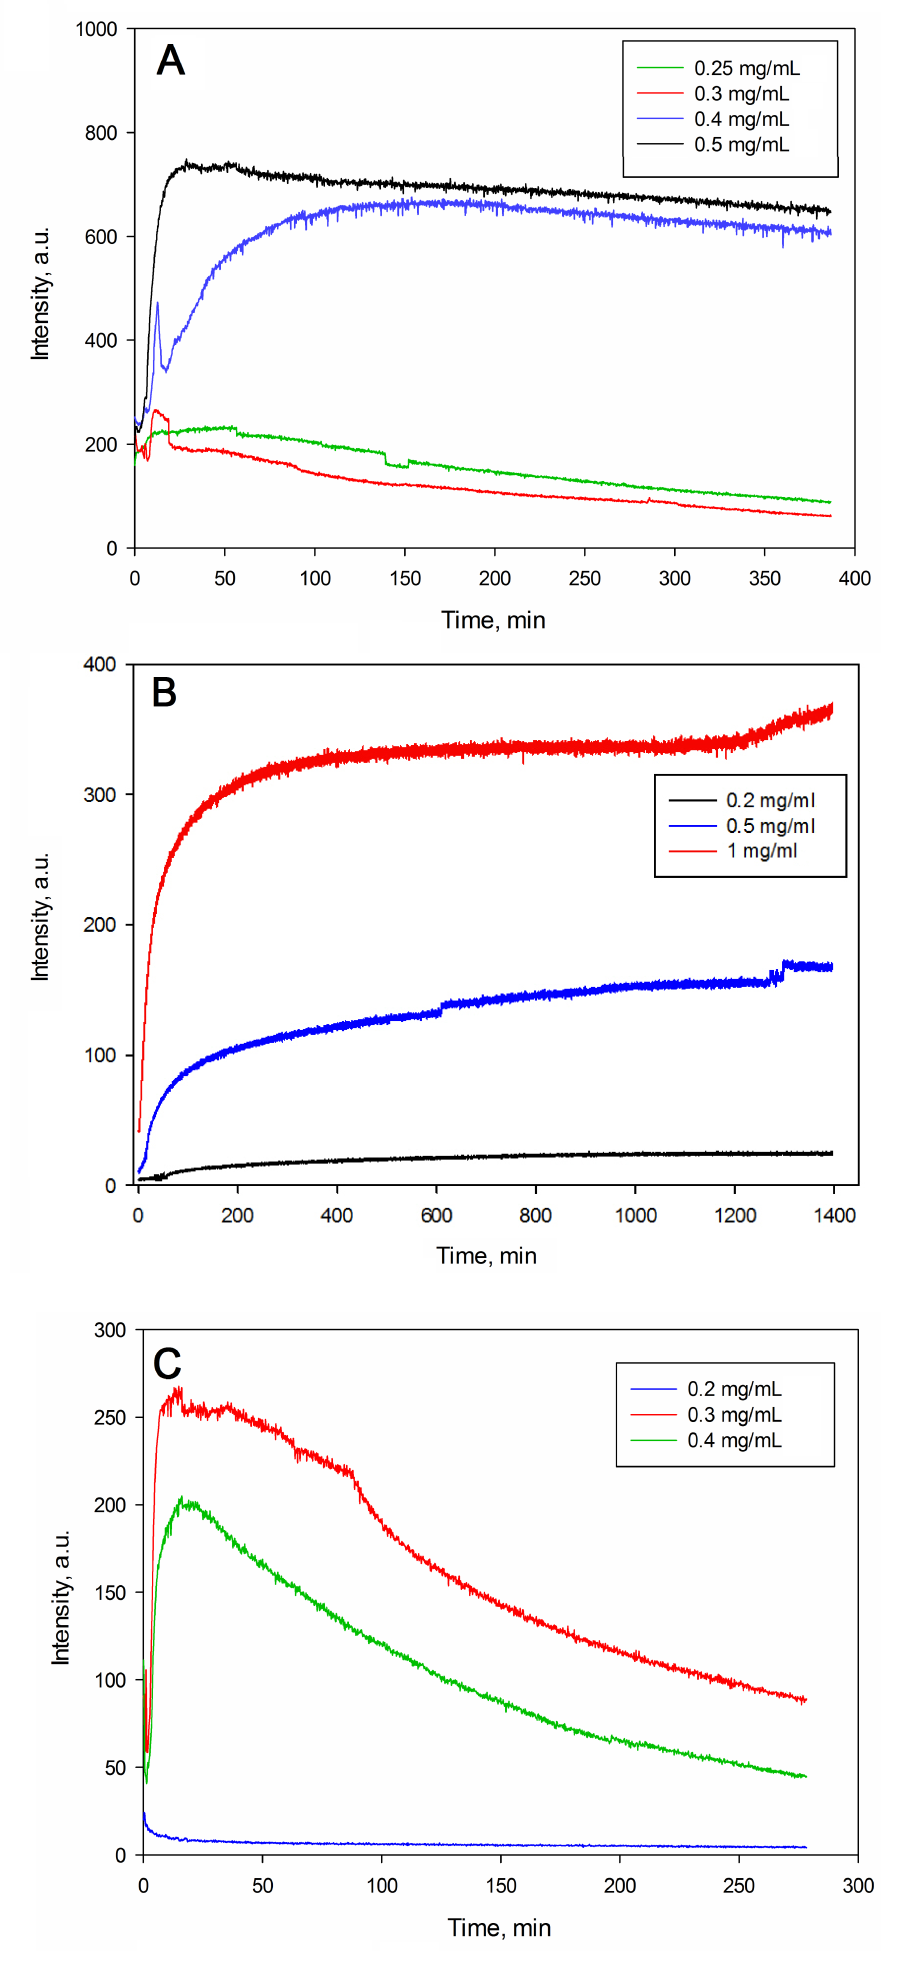 A
1000
800
600
400
200
0
Intensity, a.u.
0.25 mg/mL
0.3 mg/mL
0.4 mg/mL
0.5 mg/mL
0 50 100 150 200 250 300 350 400
Time, min
B
400
300
200
100
0
Intensity, a.u.
0.2 mg/ml
0.5 mg/ml
1 mg/ml
0 200 400 600 800 1000 1200 1400
Time, min
C
300
250
200
150
100
50
0
Intensity, a.u.
0.2 mg/mL
0.3 mg/mL
0.4 mg/mL
0 50 100 150 200 250 300
Time, min